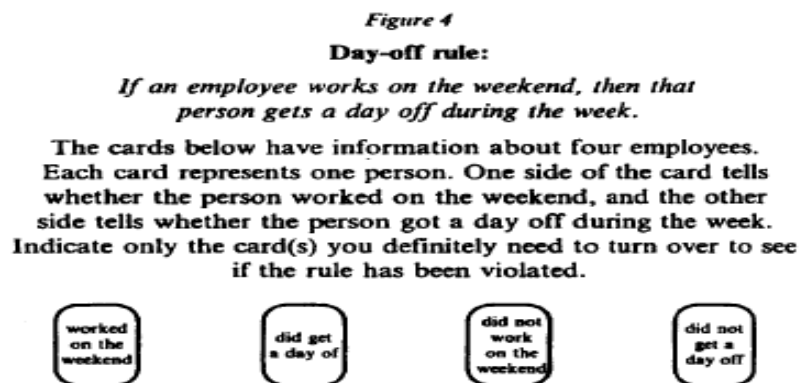 Figure 4
Day-off rule:
If an employee works on the weekend, then that
person gets a day off during the week.
The cards below have information about four employees.
Each card represents one person. One side of the card tells
whether the person worked on the weekend, and the other
side tells whether the person got a day off during the week.
Indicate only the card(s) you definitely need to turn over to see
if the rule has been violated.
worked
on the
weekend
did get
a day of
did not
work
on the
weekend
did not
get a
day off